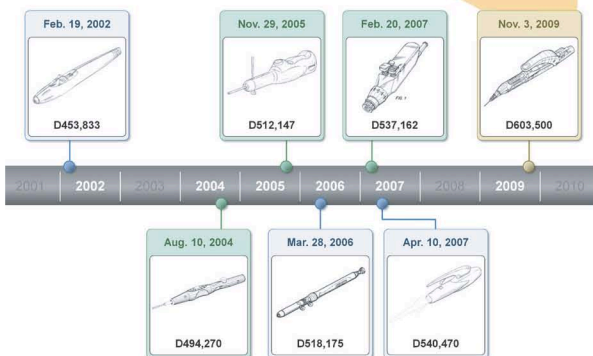 Feb. 19, 2002
Nov. 29, 2005
Feb. 20, 2007
Nov. 3, 2009
FIG. 1
D453,833
D512,147
D537,162
D603,500
2001 2002 2003 2004 2005 2006 2007 2008 2009 2010
Aug. 10, 2004
Mar. 28, 2006
Apr. 10, 2007
D494,270
D518,175
D540,470